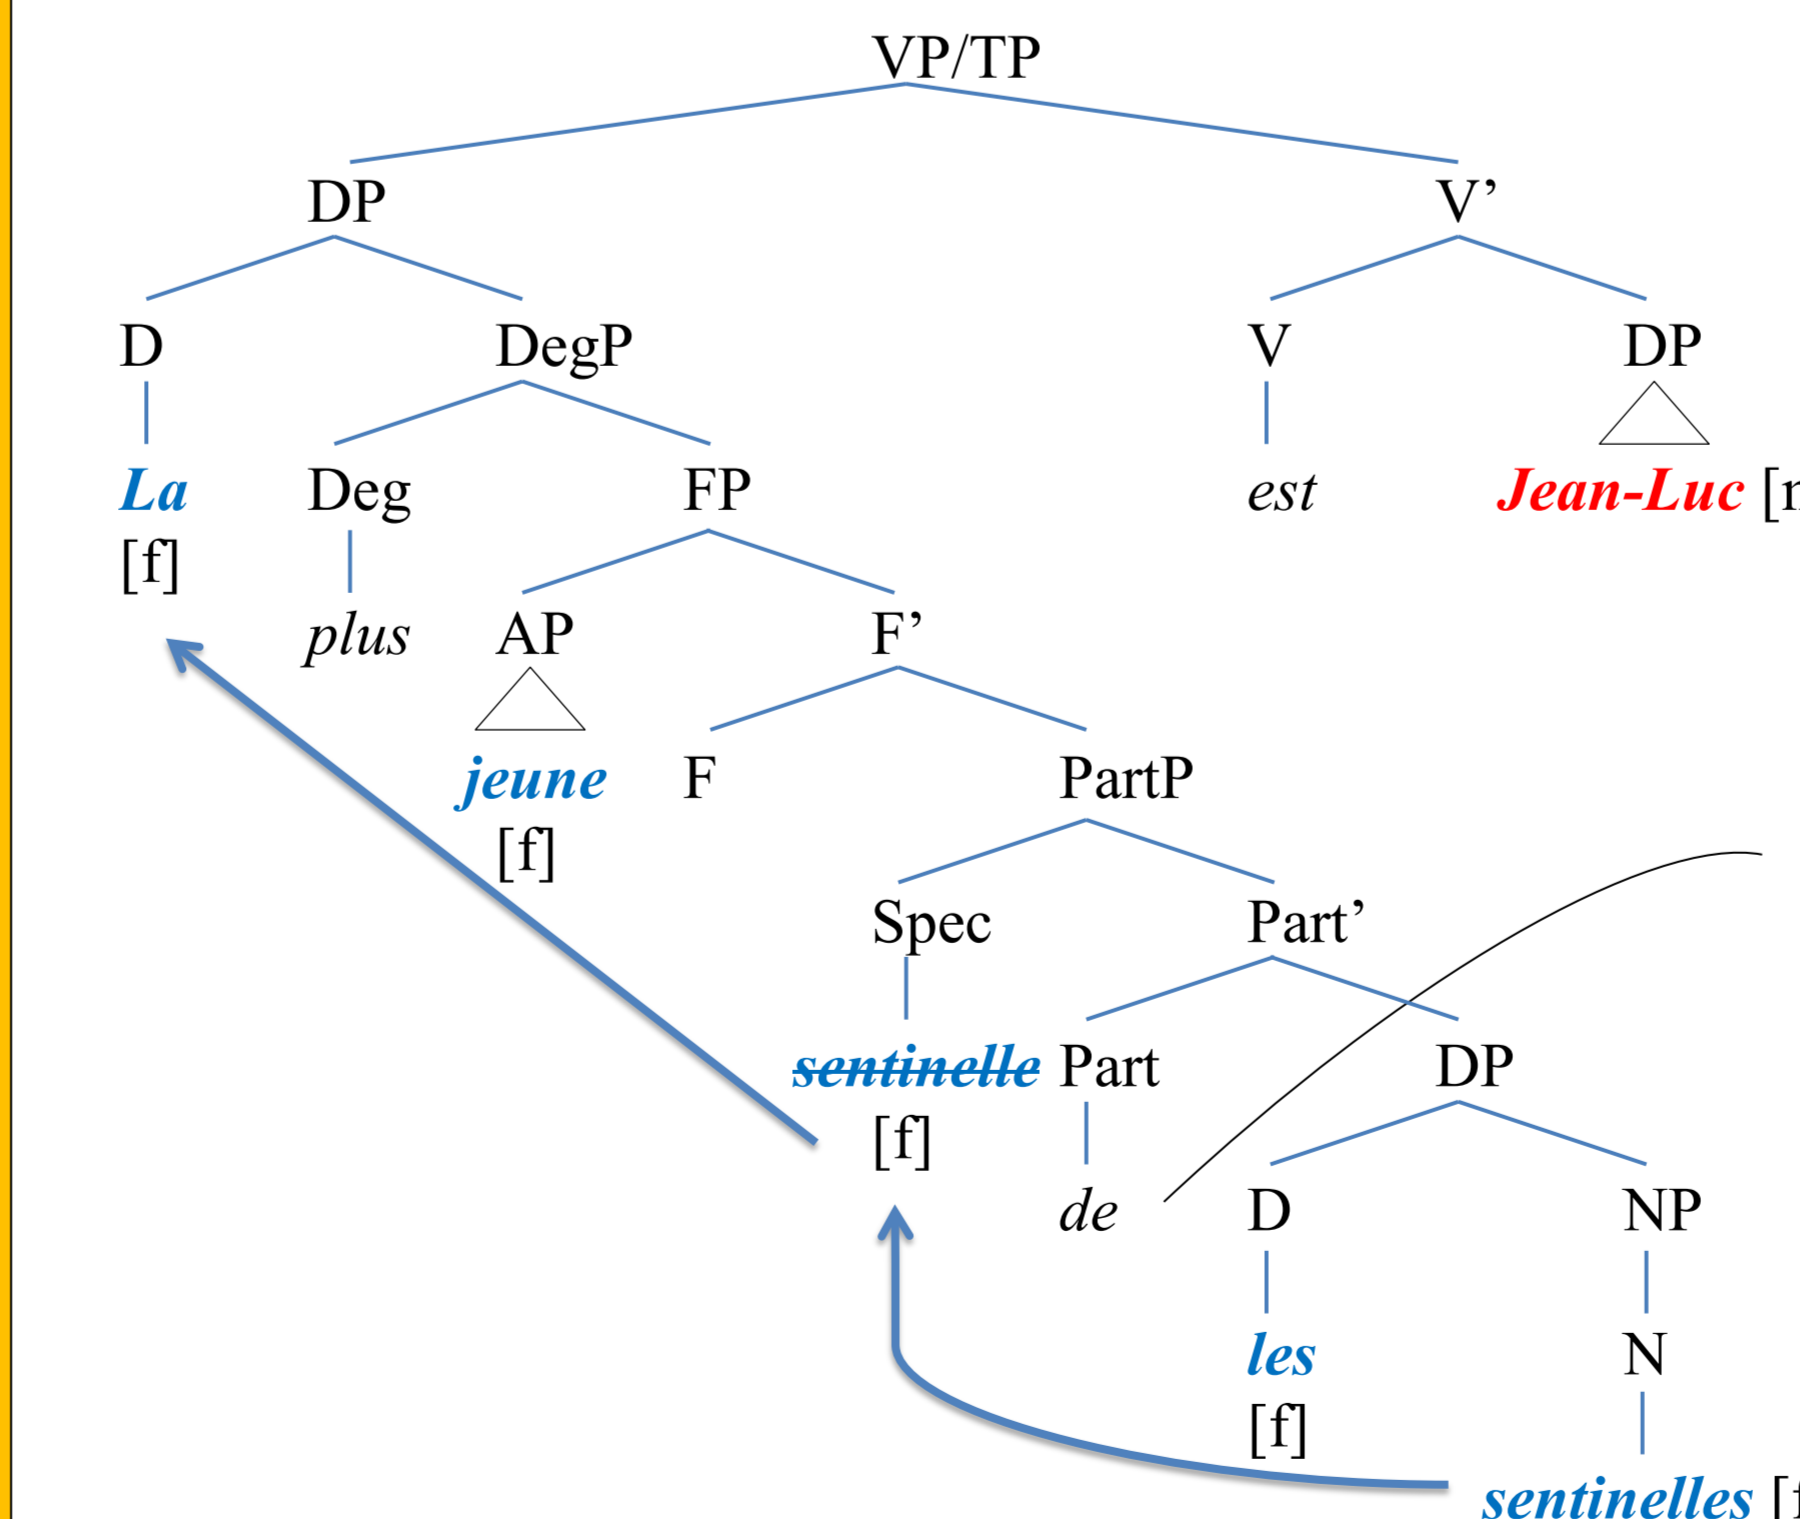 VP/TP
DP V’
D DegP V DP
La Deg FP est Jean-Luc [
[f]
plus AP F’
jeune F PartP
[f]
Spec Part’
sentinelle Part DP
[f]
de D NP
les N
[f]
sentinelles [